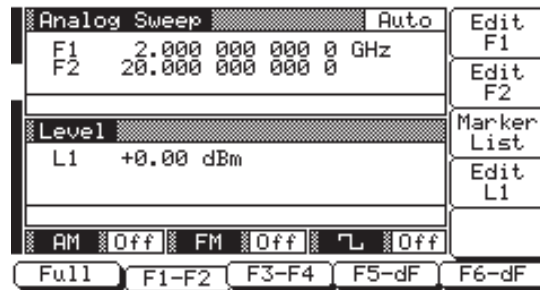 Analog Sweep Auto
F1 2.000 000 000 0 GHz
F2 20.000 000 000 0
Level
L1 +0.00 dBm
AM Off FM Off Off
Edit
F1
Edit
F2
Marker
List
Edit
L1
Full F1-F2 F3-F4 F5-dF F6-dF